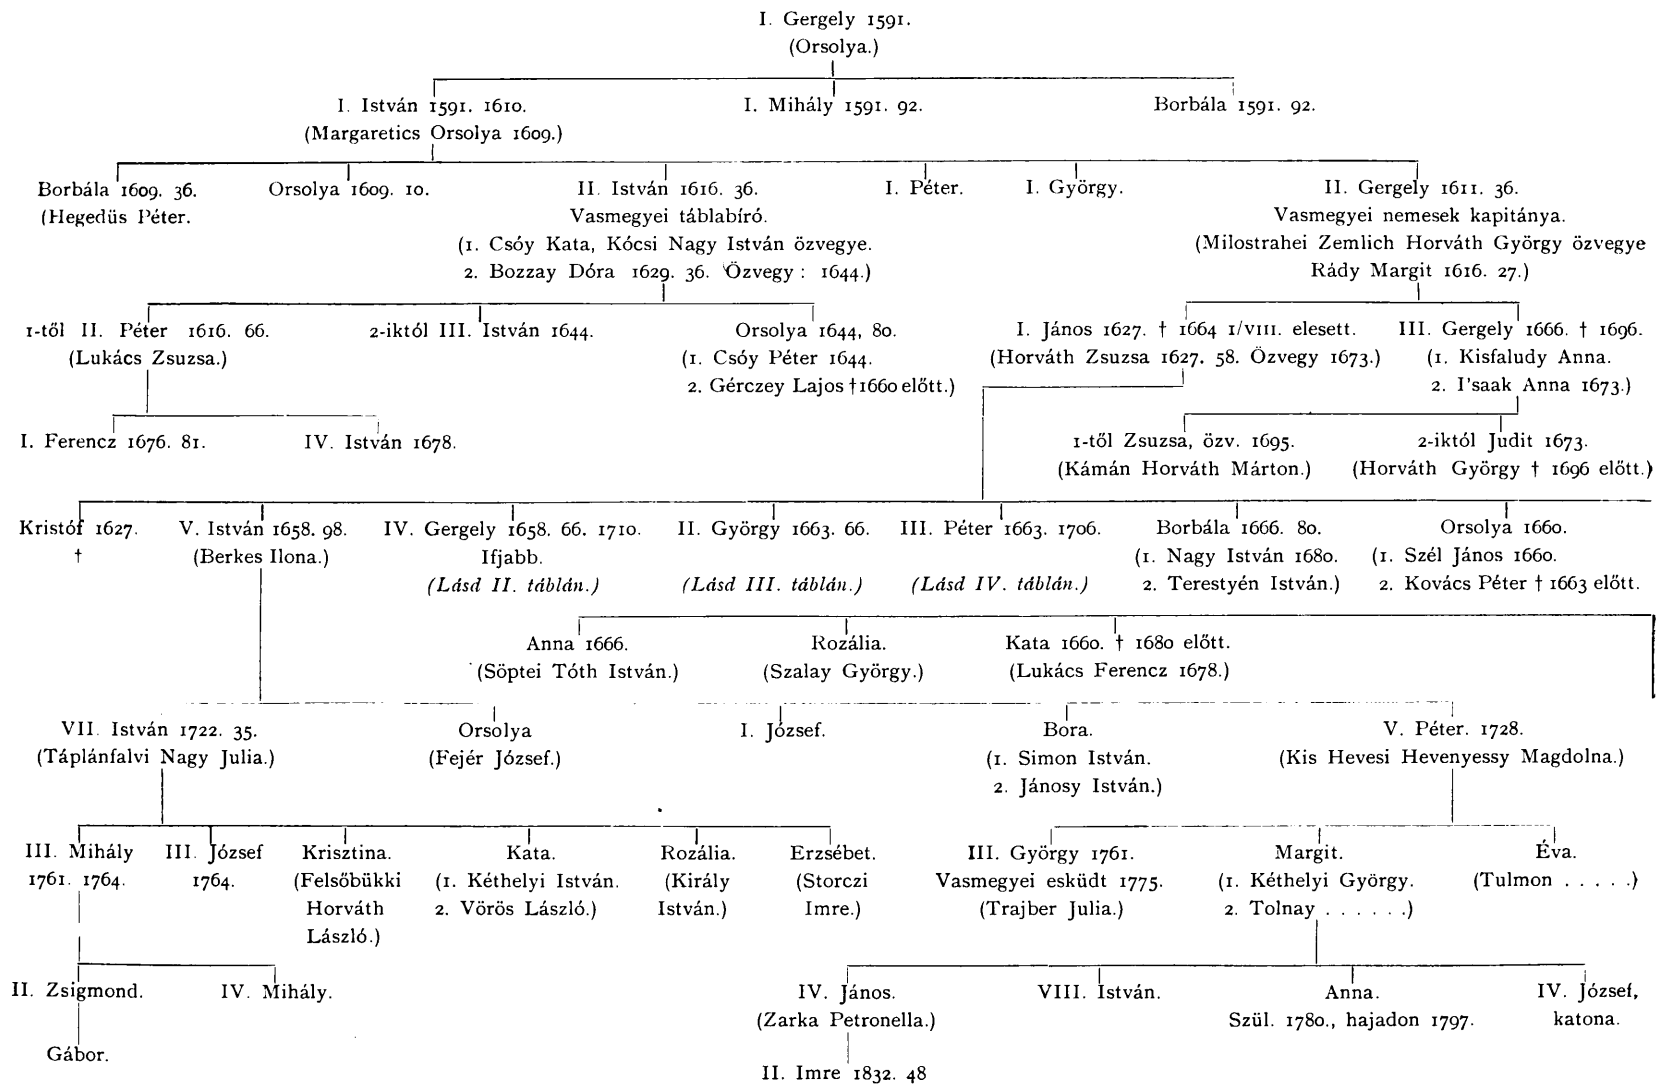 I. Gergely 1591.
(Orsolya.)
I. István 1591. 1610.
(Margaretics Orsolya 1609.)
I. Mihály 1591. 92.
Borbála 1591. 92.
Borbála 1609. 36.
(Hegedüs Péter.
Orsolya 1609. 10.
II. István 1616. 36.
Vasmegyei táblabíró.
(1. Csóy Kata, Kócsi Nagy István özvegye.
2. Bozzay Dóra 1629. 36. Özvegy: 1644.)
I. Péter.
I. György.
II. Gergely 1611. 36.
Vasmegyei nemesek kapitánya.
(Milostrahei Zemlich Horváth György özvegye
Rády Margit 1616. 27.)
1-től II. Péter 1616. 66.
(Lukács Zsuzsa.)
2-iktól III. István 1644.
Orsolya 1644, 80.
(1. Csóy Péter 1644.
2. Gérczey Lajos † 1660 előtt.)
I. János 1627. † 1664 1/VIII. elesett.
(Horváth Zsuzsa 1627. 58. Özvegy 1673.)
III. Gergely 1666. † 1696.
(1. Kisfaludy Anna.
2. I'saak Anna 1673.)
I. Ferencz 1676. 81.
IV. István 1678.
1-től Zsuzsa, özv. 1695.
(Kámán Horváth Márton.)
2-iktól Judit 1673.
(Horváth György † 1696 előtt.)
Kristóf 1627.
†
V. István 1658. 98.
(Berkes Ilona.)
IV. Gergely 1658. 66. 1710.
Ifjabb.
(Lásd II. táblán.)
II. György 1663. 66.
(Lásd III. táblán.)
III. Péter 1663. 1706.
(Lásd IV. táblán.)
Borbála 1666. 80.
(1. Nagy István 1680.
2. Terestyén István.)
Orsolya 1660.
(1. Szél János 1660.
2. Kovács Péter † 1663 előtt.
Anna 1666.
(Söptei Tóth István.)
Rozália.
(Szalay György.)
Kata 1660. † 1680 előtt.
(Lukács Ferencz 1678.)
VII. István 1722. 35.
(Táplánfalvi Nagy Julia.)
Orsolya
(Fejér József.)
I. József.
Bora.
(1. Simon István.
2. Jánosy István.)
V. Péter. 1728.
(Kis Hevesi Hevenyessy Magdolna.)
III. Mihály
1761. 1764.
III. József
1764.
Krisztina.
(Felsőbükki
Horváth
László.)
Kata.
(1. Kéthelyi István.
2. Vörös László.)
Rozália.
(Király
István.)
Erzsébet.
(Storczi
Imre.)
III. György 1761.
Vasmegyei esküdt 1775.
(Trajber Julia.)
Margit.
(1. Kéthelyi György.
2. Tolnay . . . . . .)
Éva.
(Tulmon . . . . .)
II. Zsigmond.
IV. Mihály.
IV. János.
(Zarka Petronella.)
VIII. István.
Anna.
Szül. 1780., hajadon 1797.
IV. József,
katona.
Gábor.
II. Imre 1832. 48